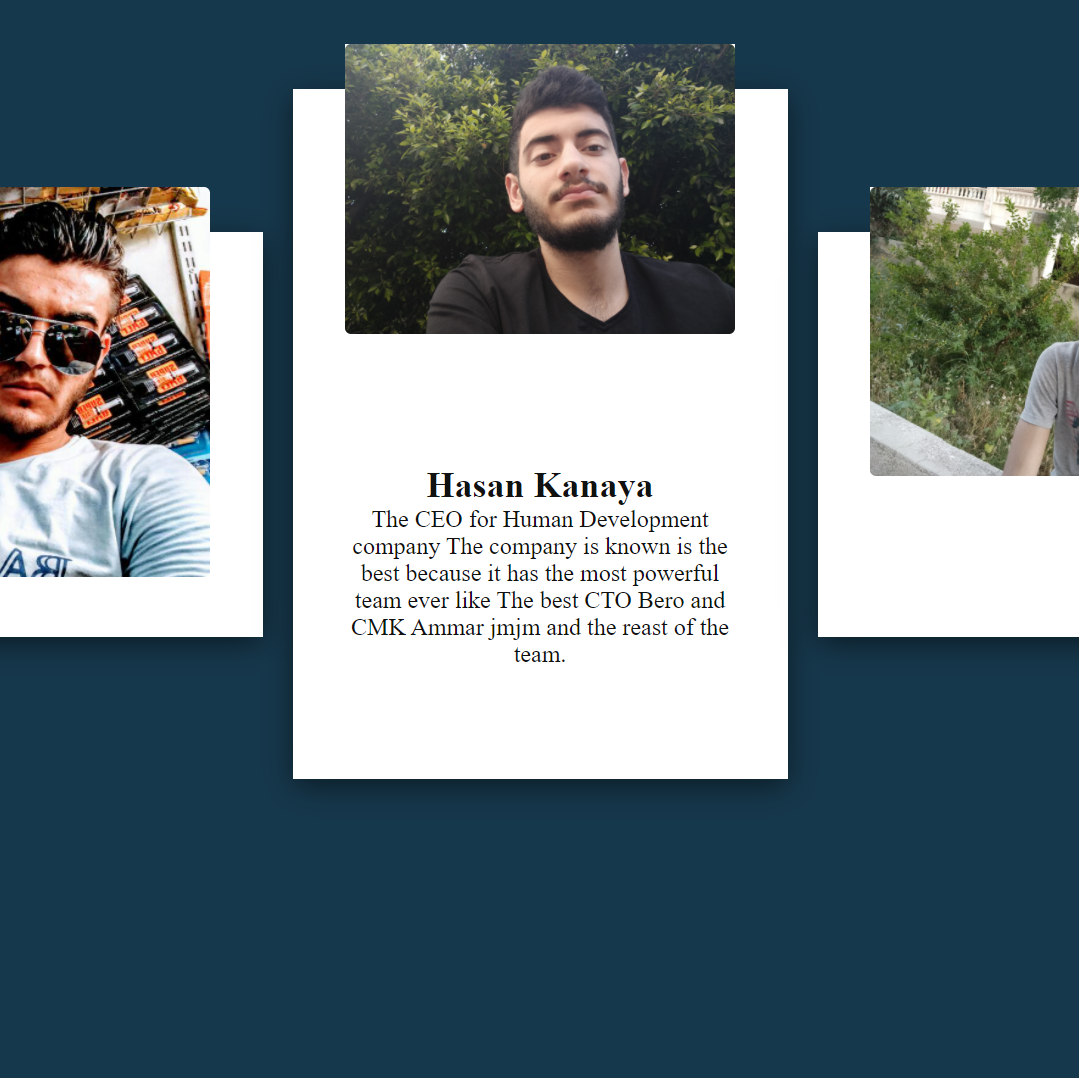 Hasan Kanaya
The CEO for Human Development
company The company is known is the
best because it has the most powerful
team ever like The best CTO Bero and
CMK Ammar jmjm and the reast of the
team.